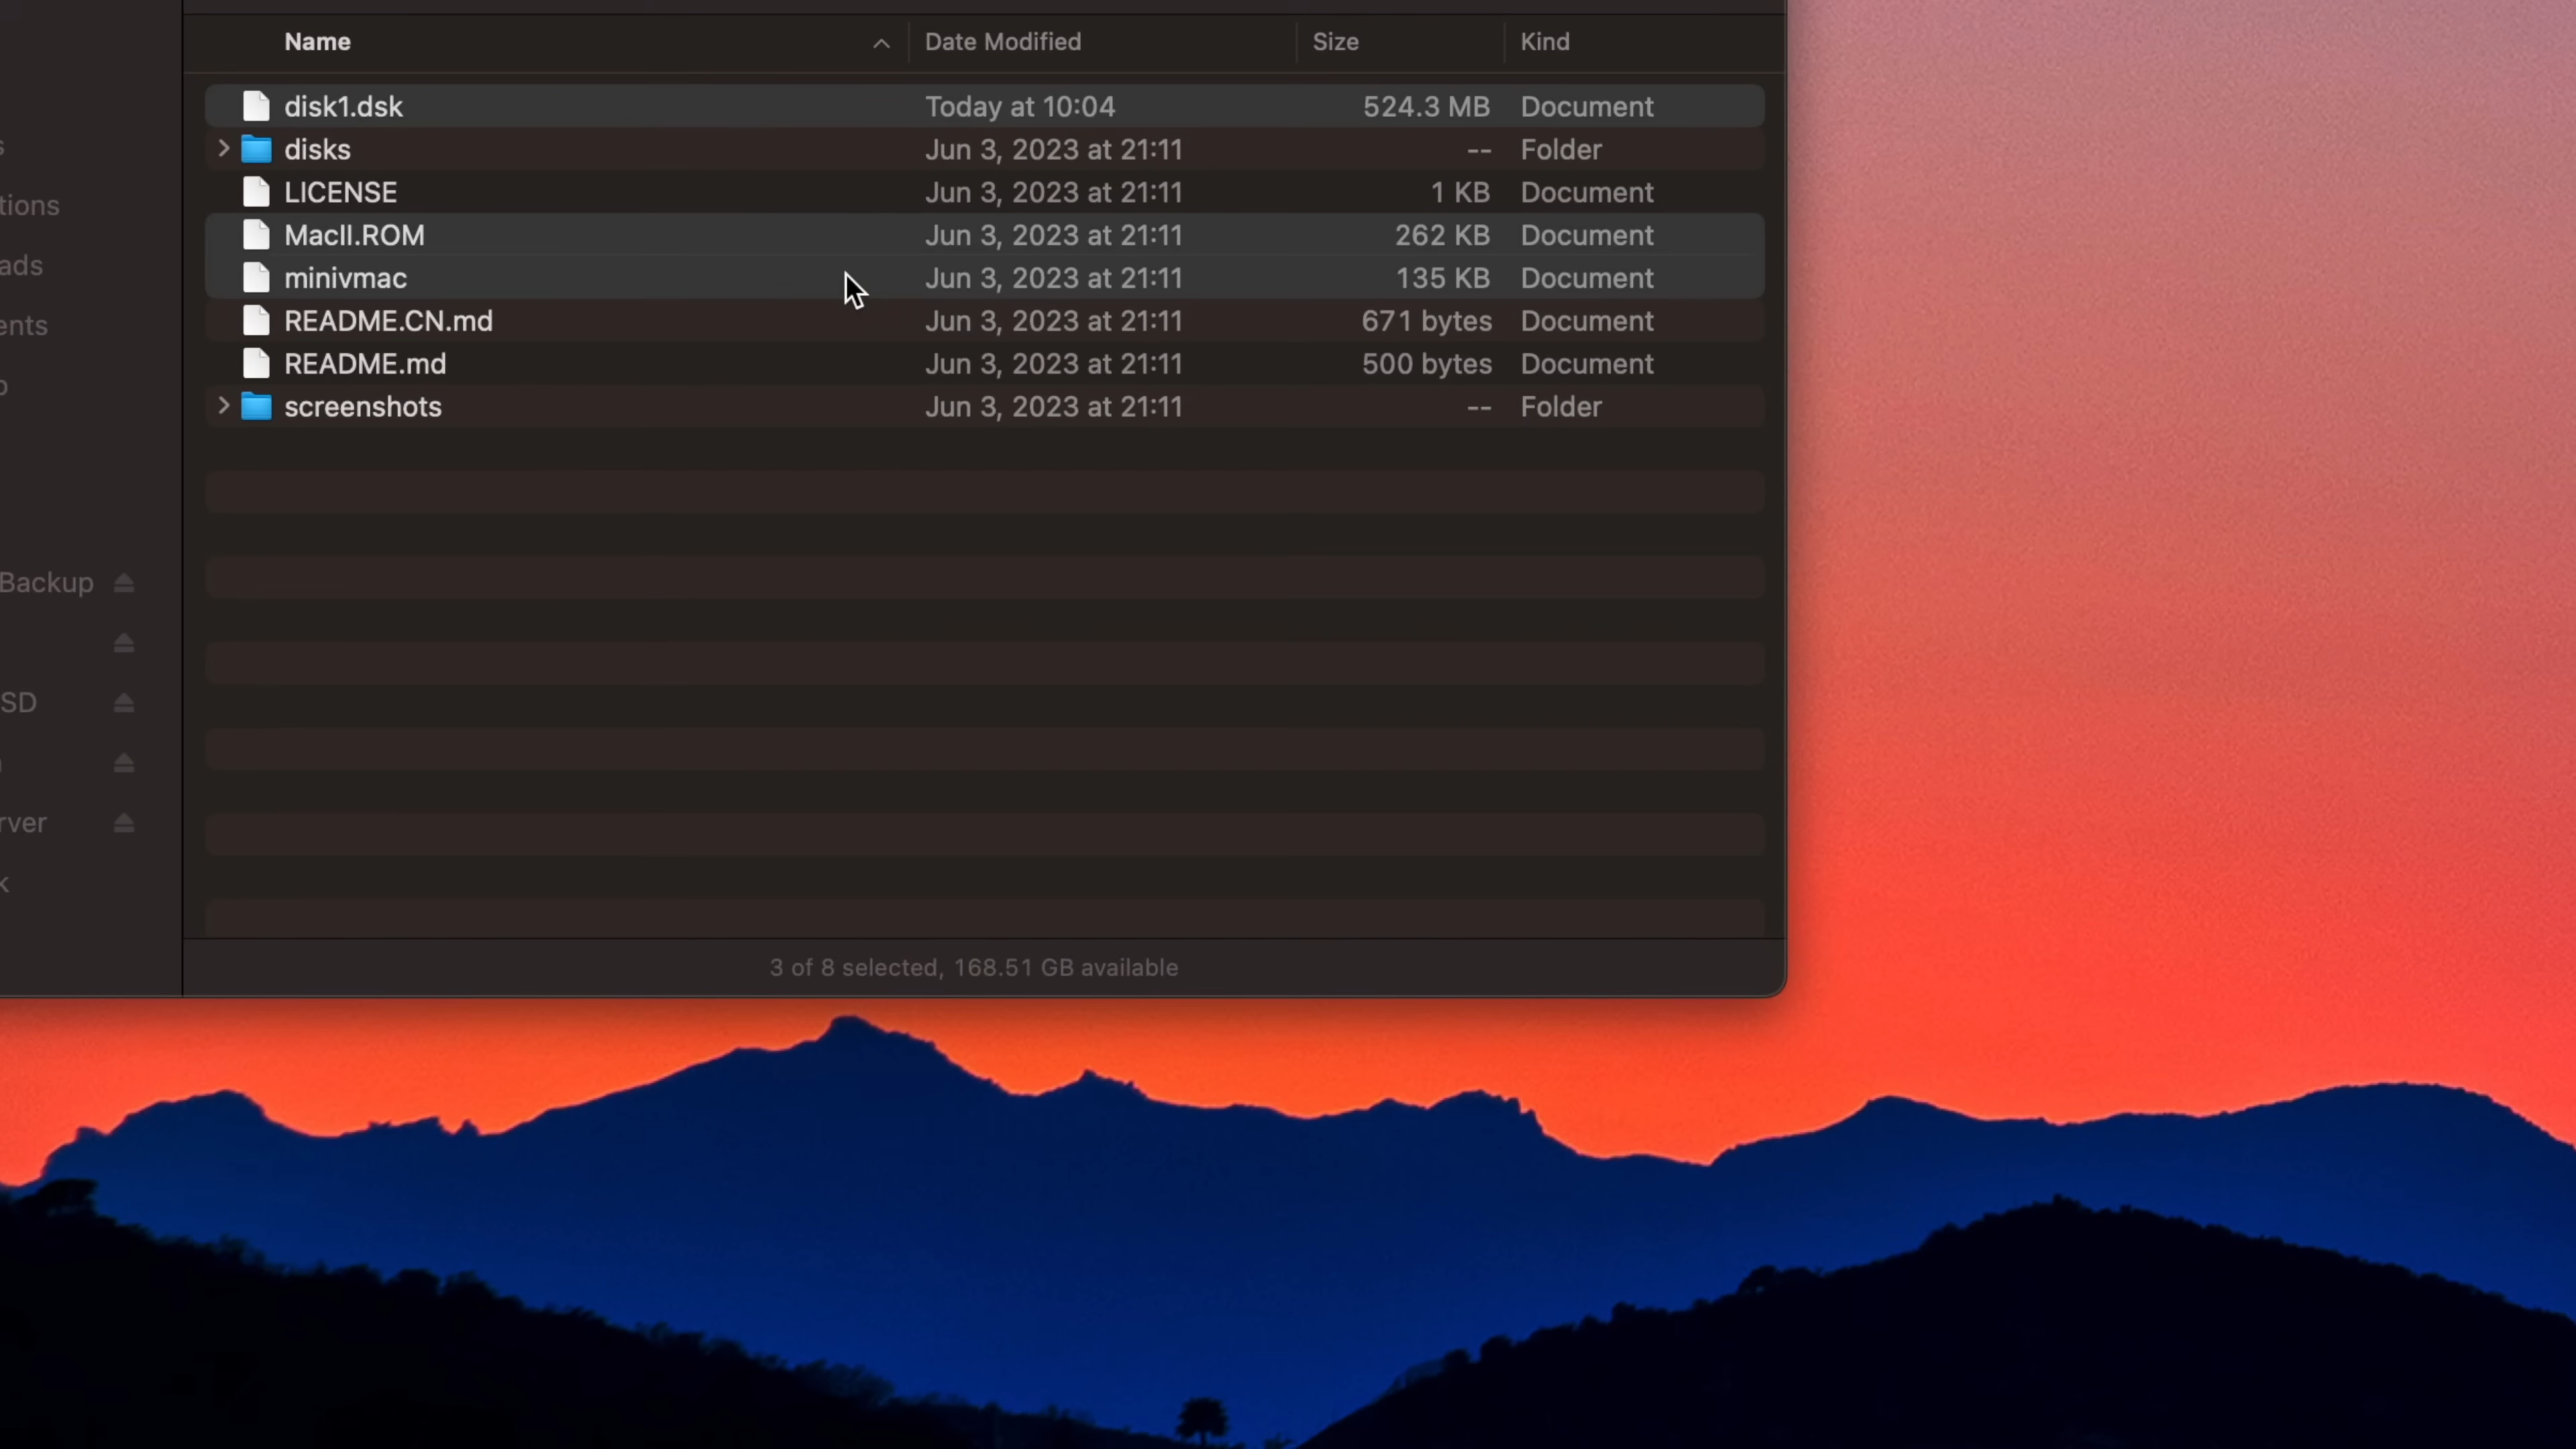 Name Date Modified Size Kind
disk1.dsk Today at 10:04 524.3 MB Document
disks Jun 3, 2023 at 21:11 -- Folder
LICENSE Jun 3, 2023 at 21:11 1 KB Document
MacII.ROM Jun 3, 2023 at 21:11 262 KB Document
minivmac Jun 3, 2023 at 21:11 135 KB Document
README.CN.md Jun 3, 2023 at 21:11 671 bytes Document
README.md Jun 3, 2023 at 21:11 500 bytes Document
screenshots Jun 3, 2023 at 21:11 -- Folder
s
tions
ads
ents
Backup
SD
rver
k
3 of 8 selected, 168.51 GB available